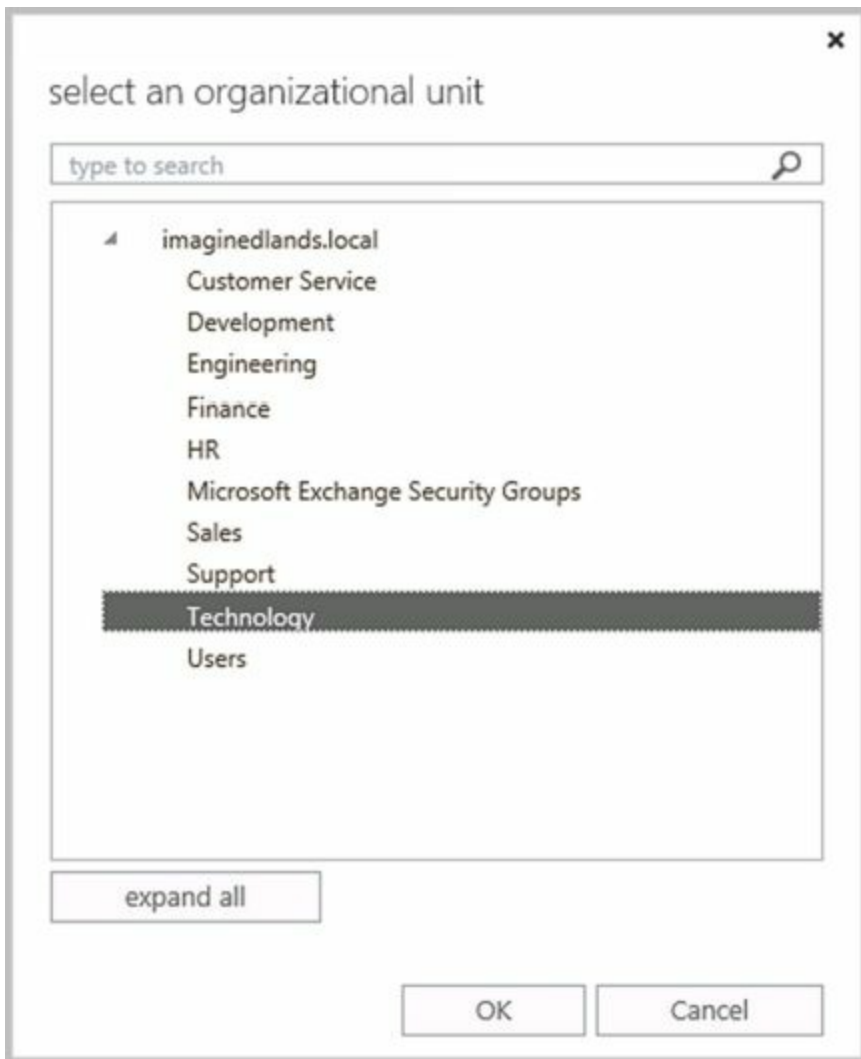 select an organizational unit
type to search
imaginedlands.local
Customer Service
Development
Engineering
Finance
HR
Microsoft Exchange Security Groups
Sales
Support
Technology
Users
expand all
OK Cancel